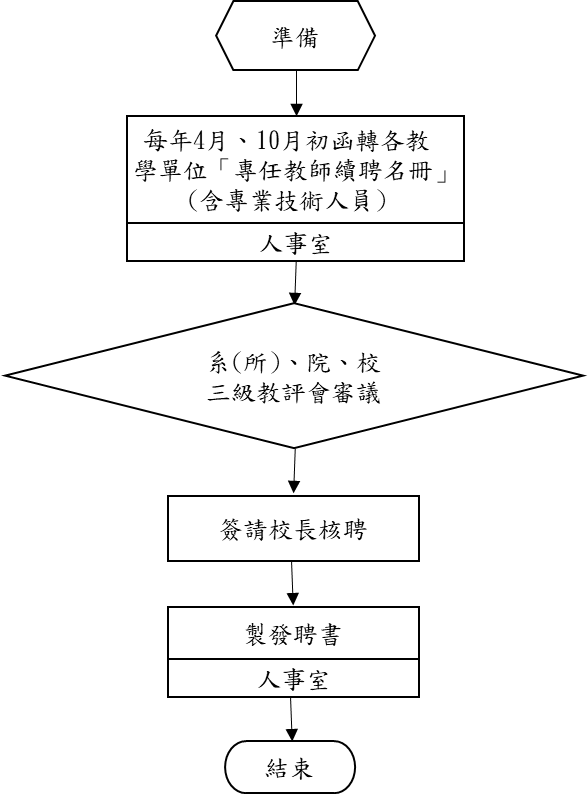 準備
每年4月、10月初函轉各教
學單位「專任教師續聘名冊」
(含專業技術人員)
人事室
系(所)、院、校
三級教評會審議
簽請校長核聘
製發聘書
人事室
結束